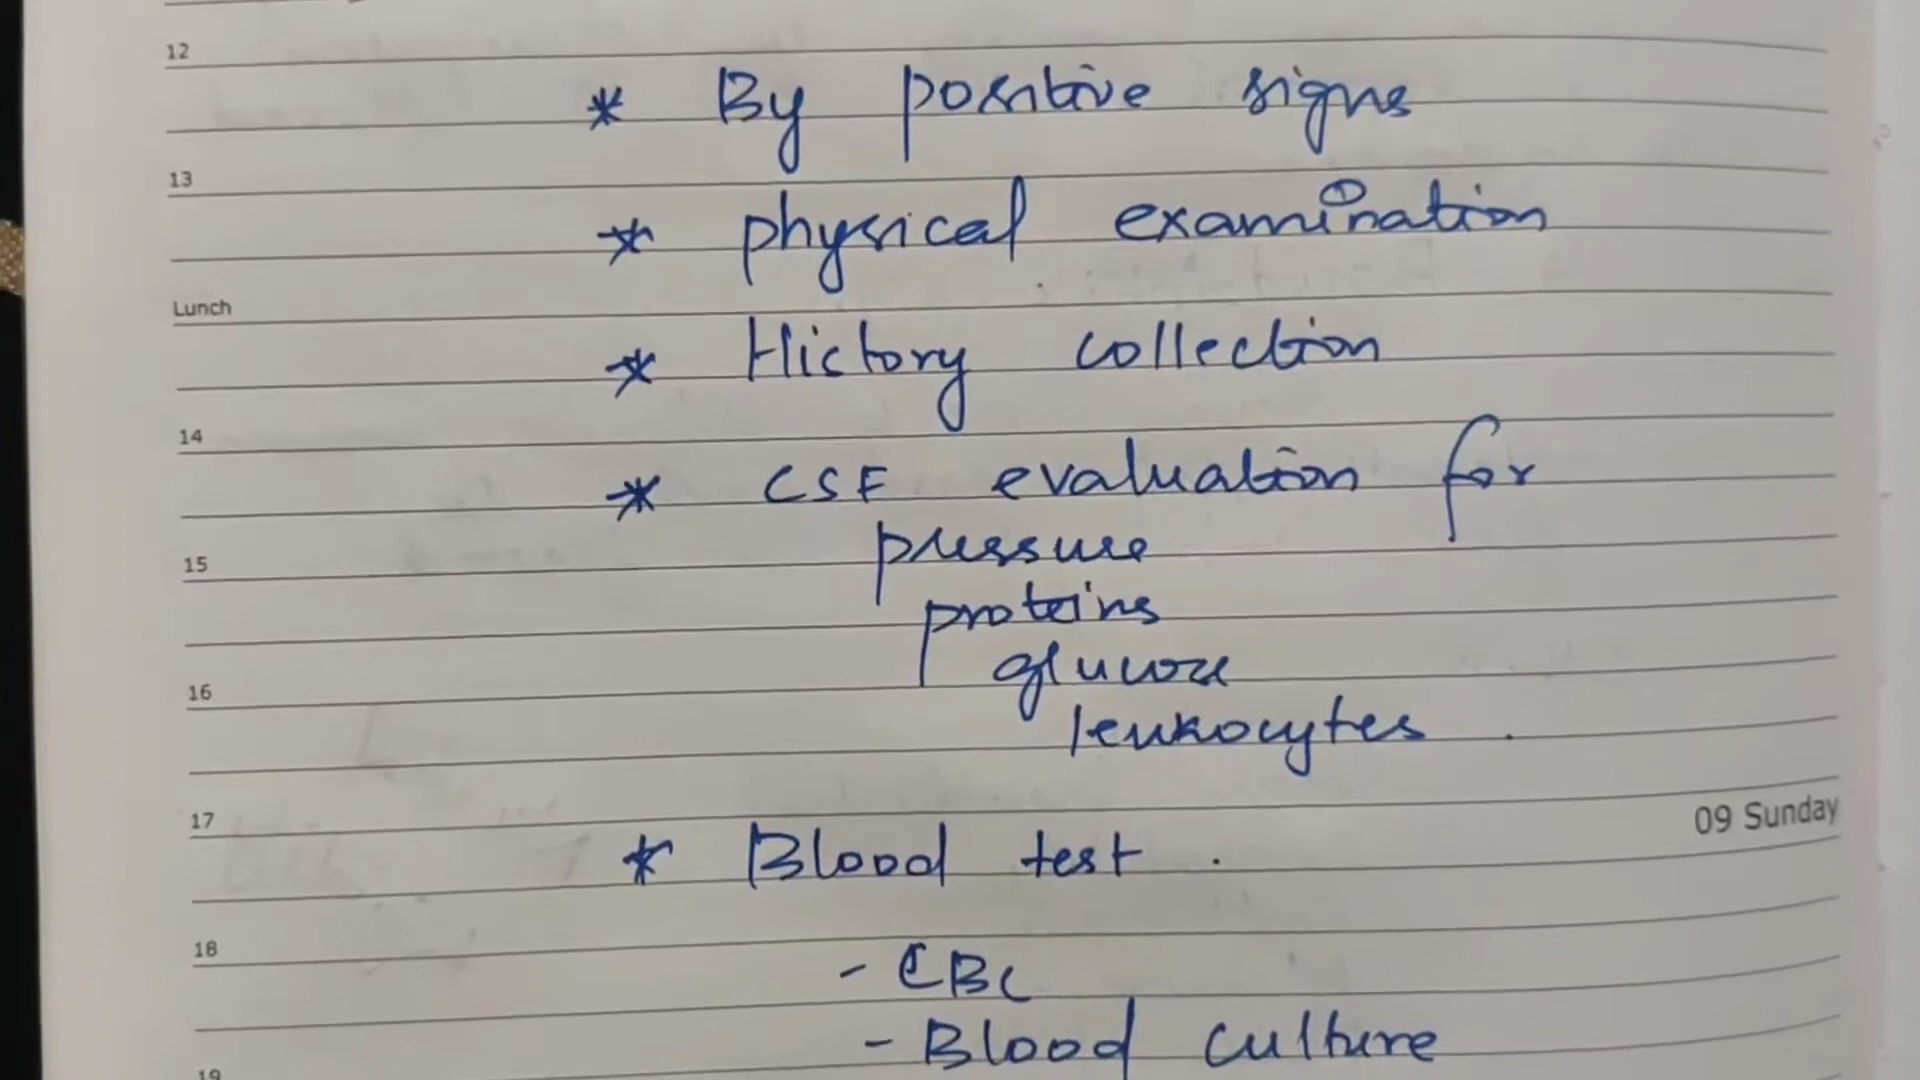 12
* By positive signs
13
* physical examination
Lunch
* History collection
14
* CSF evaluation for
pressure
15
proteins
glucose
16
leukocytes .
17
09 Sunday
* Blood test .
18
- CBC
- Blood culture
19